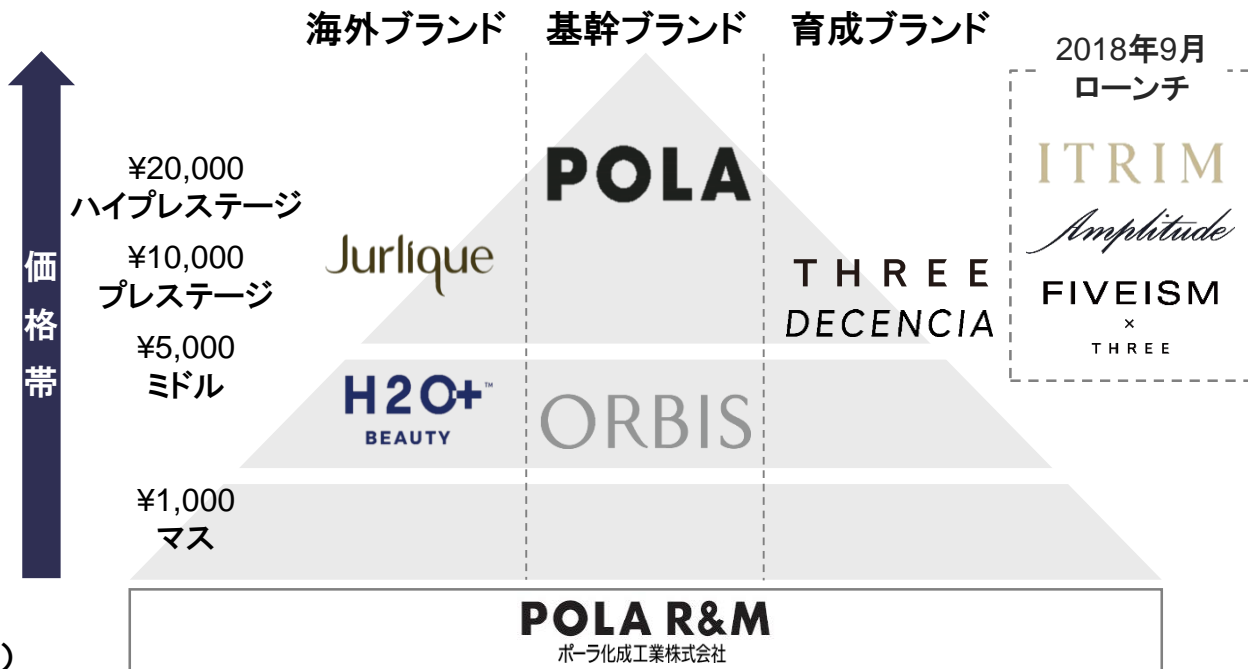 海外ブランド
基幹ブランド
育成ブランド
2018年9月
ローンチ
価格帯
¥20,000
ハイプレステージ
¥10,000
プレステージ
¥5,000
ミドル
¥1,000
マス
POLA
Jurlique
THREE
DECENCIA
H2O+™
BEAUTY
ORBIS
ITRIM
Amplitude
FIVEISM
×
THREE
POLA R&M
ポーラ化成工業株式会社
)